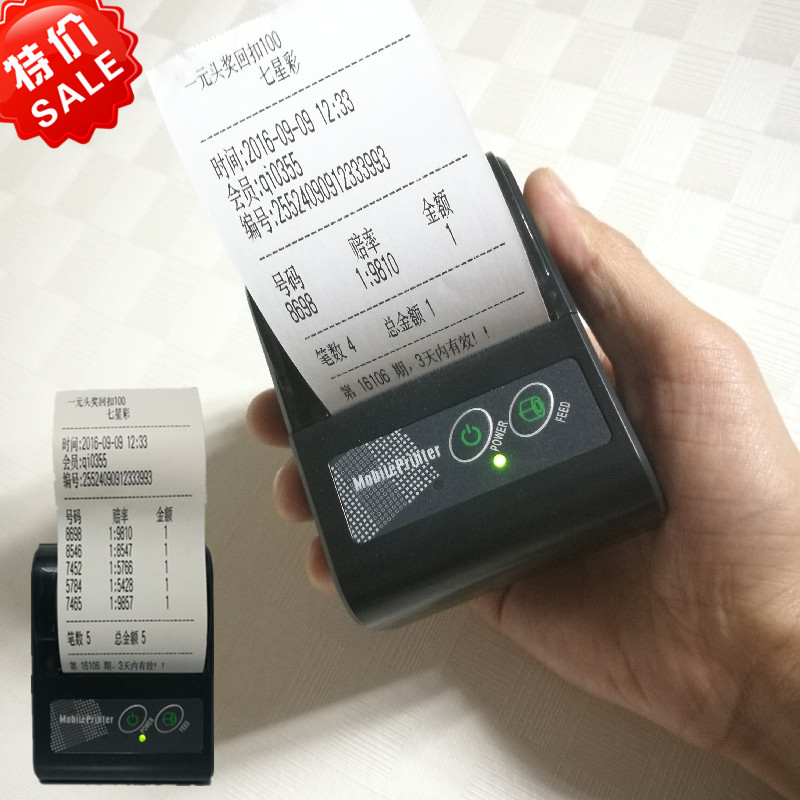 特价
SALE
一元头奖回扣100
七星彩
时间:2016-09-09 12:33
会员:qi0355
编号:25524090912333993
号码 赔率 金额
8698 1:9810 1
笔数 4 总金额 1
第 16106 期, 3天内有效! !
MobilePrinter
POWER
FEED
一元头奖回扣100
七星彩
时间:2016-09-09 12:33
会员:qi0355
编号:25524090912333993
号码 赔率 金额
8698 1:9810 1
8546 1:8547 1
7452 1:5766 1
5784 1:5428 1
7465 1:9857 1
笔数 5 总金额 5
第 16106 期, 3天内有效! !
MobilePrinter
POWER
FEED